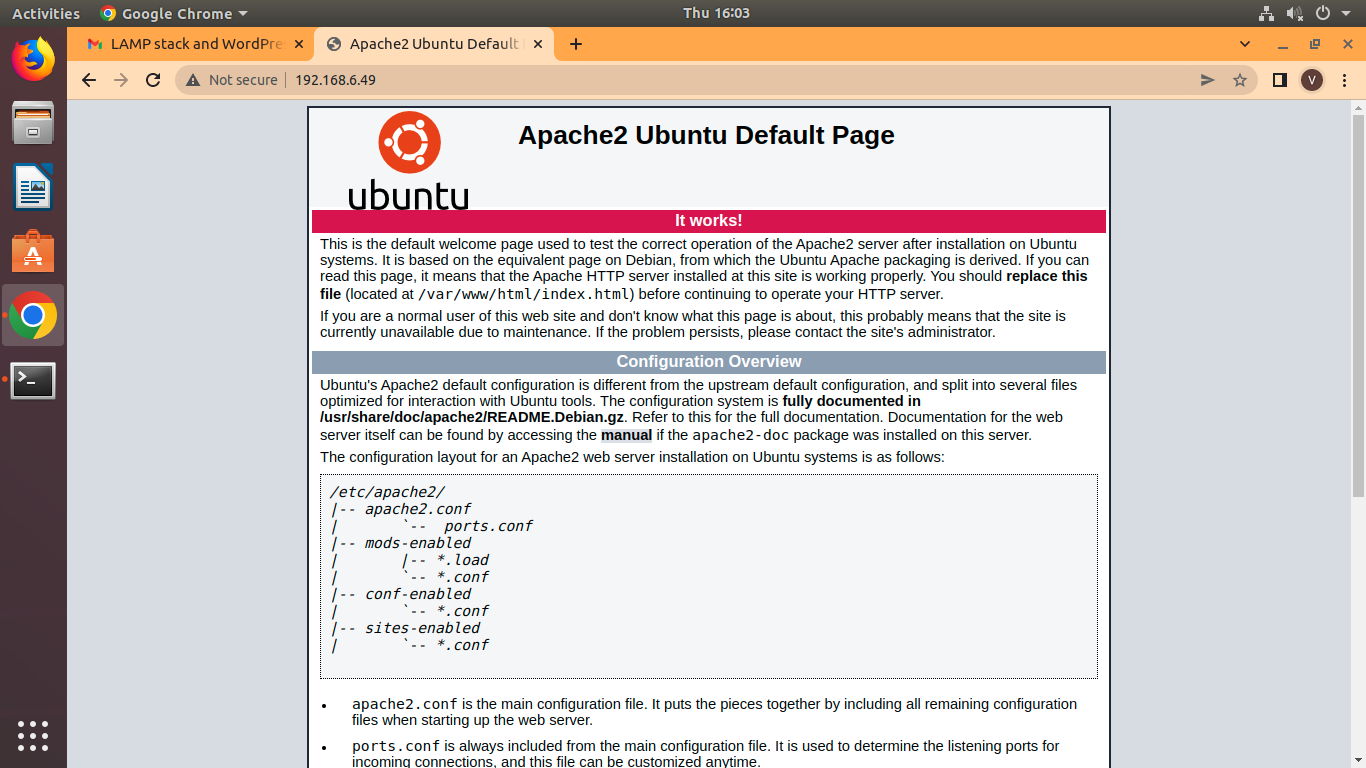 Activities
Google Chrome
Thu 16:03
LAMP stack and WordPre
Apache2 Ubuntu Default
Not secure
192.168.6.49
V
ubuntu
Apache2 Ubuntu Default Page
It works!
This is the default welcome page used to test the correct operation of the Apache2 server after installation on Ubuntu
systems. It is based on the equivalent page on Debian, from which the Ubuntu Apache packaging is derived. If you can
read this page, it means that the Apache HTTP server installed at this site is working properly. You should replace this
file (located at /var/www/html/index.html) before continuing to operate your HTTP server.
If you are a normal user of this web site and don't know what this page is about, this probably means that the site is
currently unavailable due to maintenance. If the problem persists, please contact the site's administrator.
Configuration Overview
Ubuntu's Apache2 default configuration is different from the upstream default configuration, and split into several files
optimized for interaction with Ubuntu tools. The configuration system is fully documented in
/usr/share/doc/apache2/README.Debian.gz. Refer to this for the full documentation. Documentation for the web
server itself can be found by accessing the manual if the apache2-doc package was installed on this server.
The configuration layout for an Apache2 web server installation on Ubuntu systems is as follows:
/etc/apache2/
|-- apache2.conf
|       `--  ports.conf
|-- mods-enabled
|       |-- *.load
|       `-- *.conf
|-- conf-enabled
|       `-- *.conf
|-- sites-enabled
|       `-- *.conf
• apache2.conf is the main configuration file. It puts the pieces together by including all remaining configuration
files when starting up the web server.
• ports.conf is always included from the main configuration file. It is used to determine the listening ports for
incoming connections, and this file can be customized anytime.